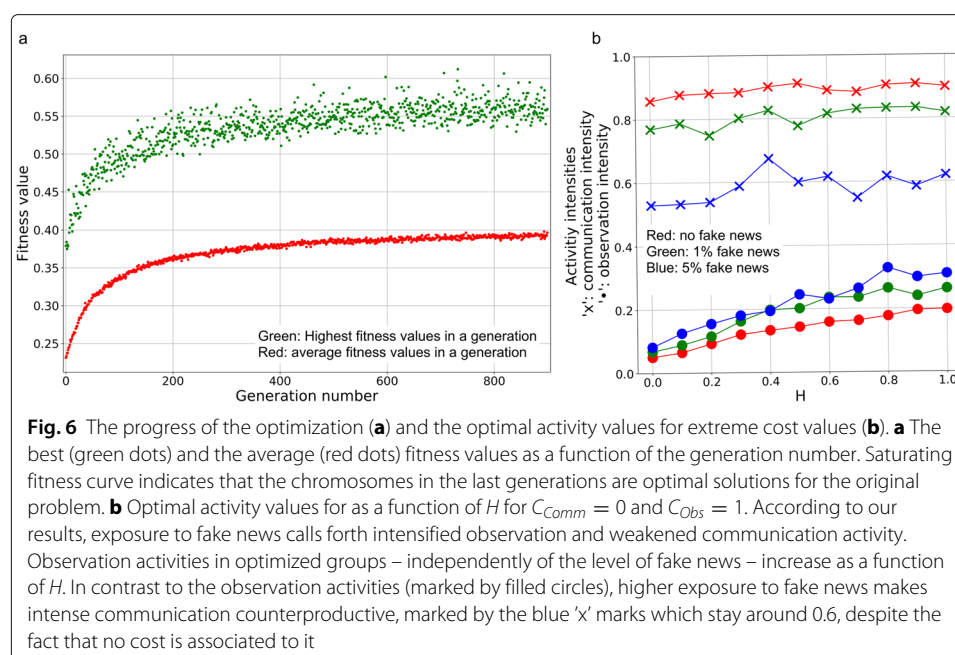 a
0.60
0.55
0.50
0.45
0.40
0.35
0.30
0.25
Fitness value
Green: Highest fitness values in a generation
Red: average fitness values in a generation
0
200
400
600
800
Generation number
b
1.0
0.8
0.6
0.4
0.2
0.0
Activitiy intensities
'x': communication intensity
'•': observation intensity
Red: no fake news
Green: 1% fake news
Blue: 5% fake news
0.0
0.2
0.4
0.6
0.8
1.0
H
Fig. 6 The progress of the optimization (a) and the optimal activity values for extreme cost values (b). a The
best (green dots) and the average (red dots) fitness values as a function of the generation number. Saturating
fitness curve indicates that the chromosomes in the last generations are optimal solutions for the original
problem. b Optimal activity values for as a function of H for C_Comm = 0 and C_Obs = 1. According to our
results, exposure to fake news calls forth intensified observation and weakened communication activity.
Observation activities in optimized groups – independently of the level of fake news – increase as a function
of H. In contrast to the observation activities (marked by filled circles), higher exposure to fake news makes
intense communication counterproductive, marked by the blue 'x' marks which stay around 0.6, despite the
fact that no cost is associated to it